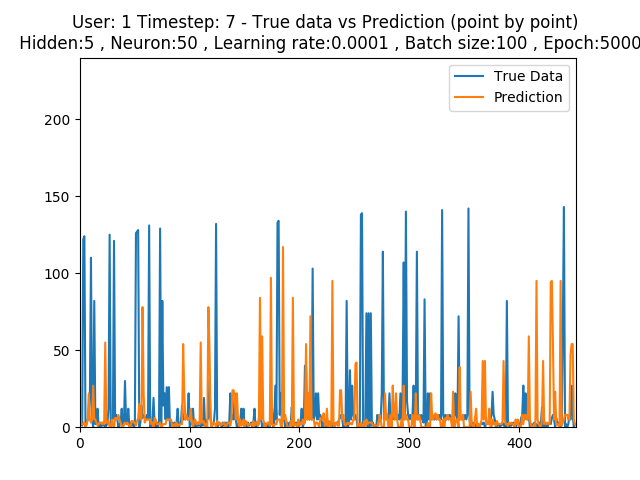 User: 1 Timestep: 7 - True data vs Prediction (point by point)
Hidden:5 , Neuron:50 , Learning rate:0.0001 , Batch size:100 , Epoch:5000
True Data
Prediction
200
150
100
50
0
0 100 200 300 400